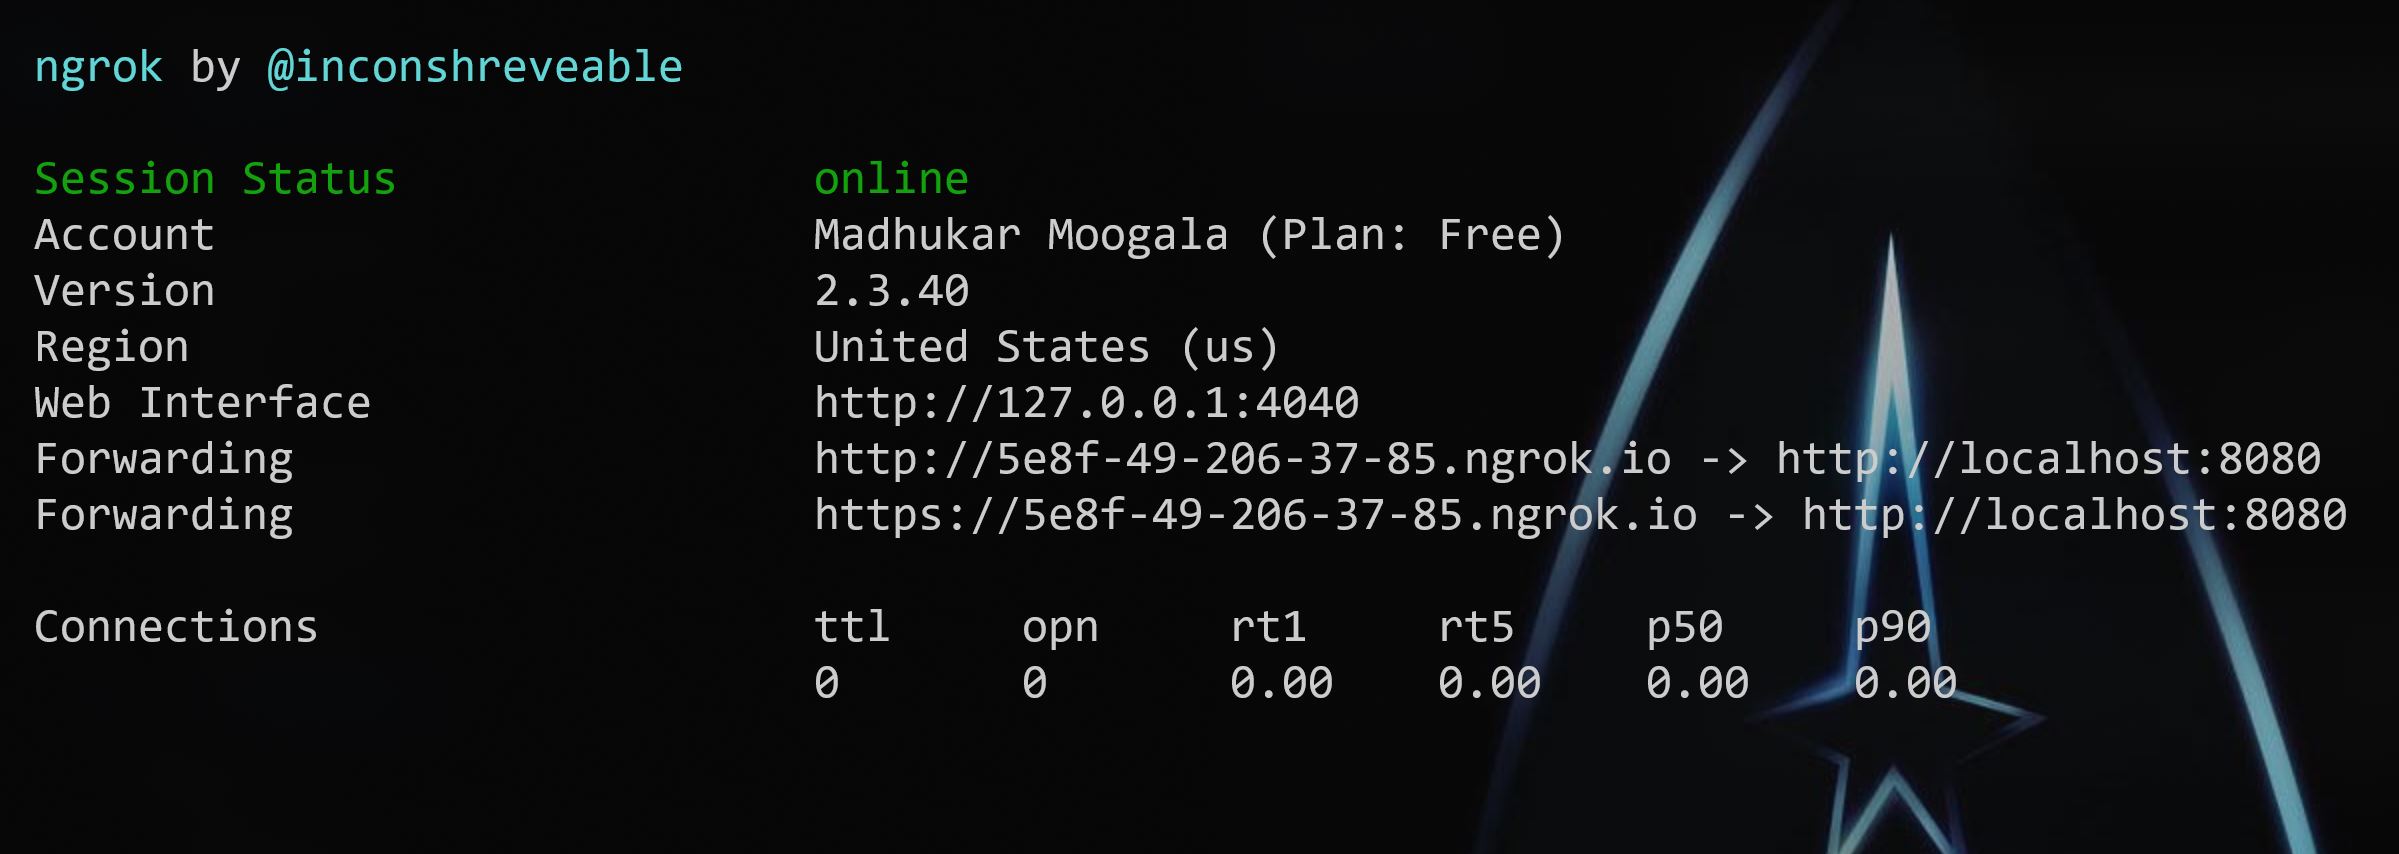 ngrok by @inconshreveable
Session Status online
Account Madhukar Moogala (Plan: Free)
Version 2.3.40
Region United States (us)
Web Interface http://127.0.0.1:4040
Forwarding http://5e8f-49-206-37-85.ngrok.io -> http://localhost:8080
Forwarding https://5e8f-49-206-37-85.ngrok.io -> http://localhost:8080
Connections ttl opn rt1 rt5 p50 p90
0 0 0.00 0.00 0.00 0.00